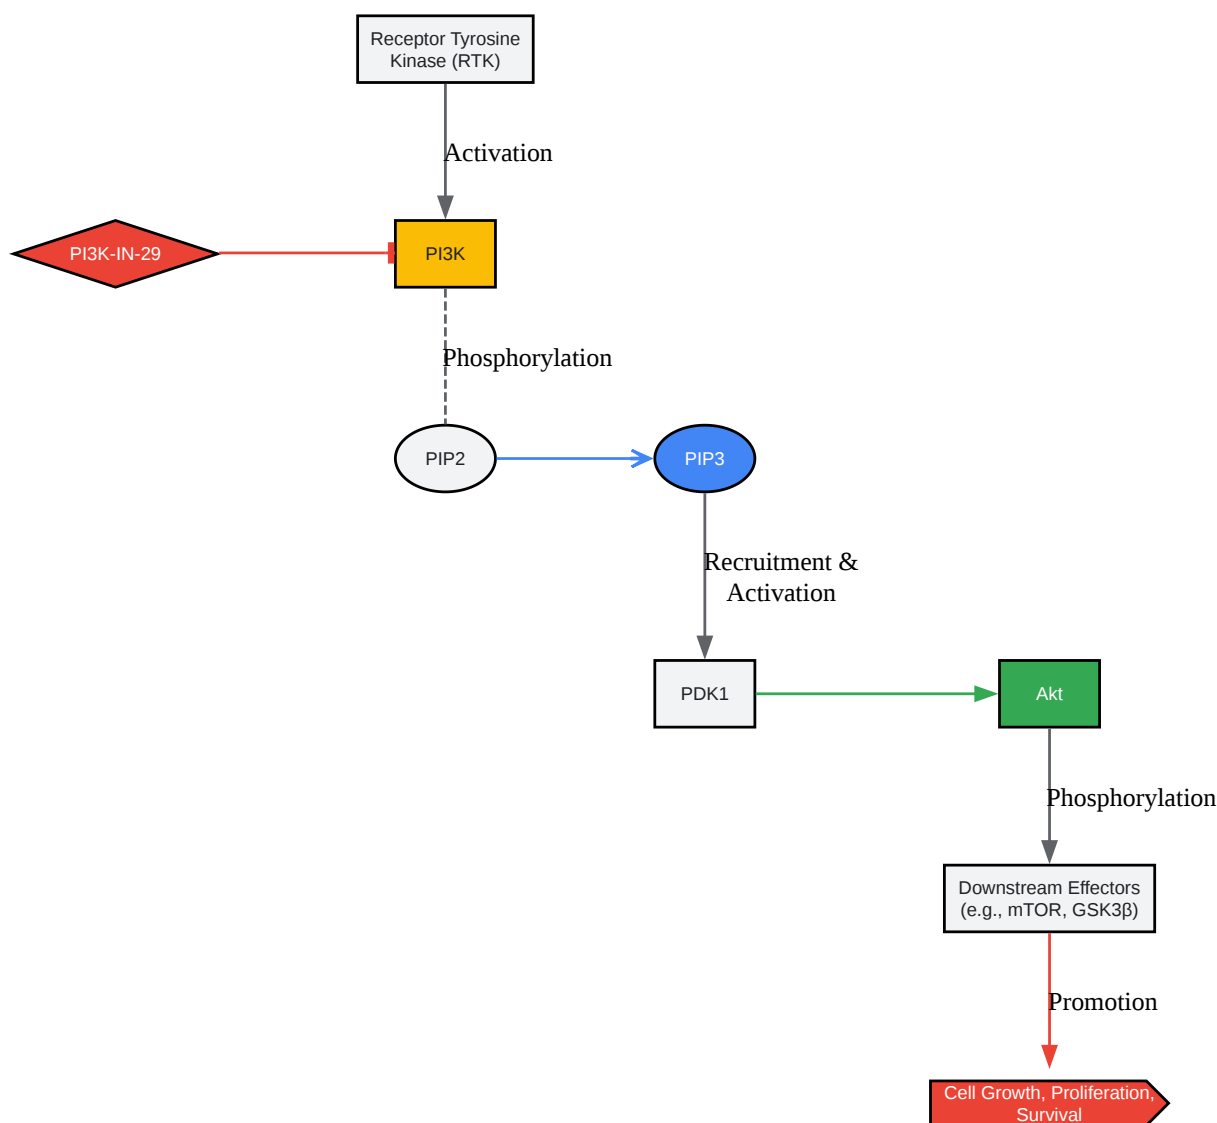 Receptor Tyrosine
Kinase (RTK)
Activation
PI3K-IN-29
PI3K
Phosphorylation
PIP2
PIP3
Recruitment &
Activation
PDK1
Akt
Phosphorylation
Downstream Effectors
(e.g., mTOR, GSK3β)
Promotion
Cell Growth, Proliferation,
Survival